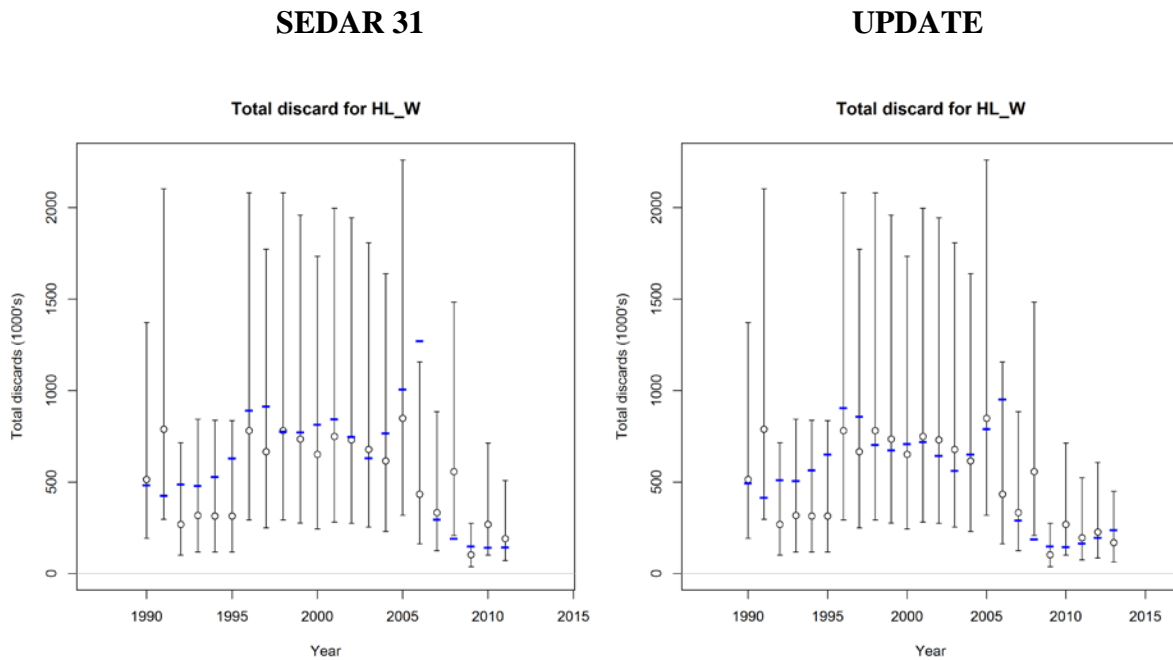 SEDAR 31
UPDATE
Total discard for HL_W
Total discards (1000's)
2000
1500
1000
500
0
1990 1995 2000 2005 2010 2015
Year
Total discard for HL_W
Total discards (1000's)
2000
1500
1000
500
0
1990 1995 2000 2005 2010 2015
Year